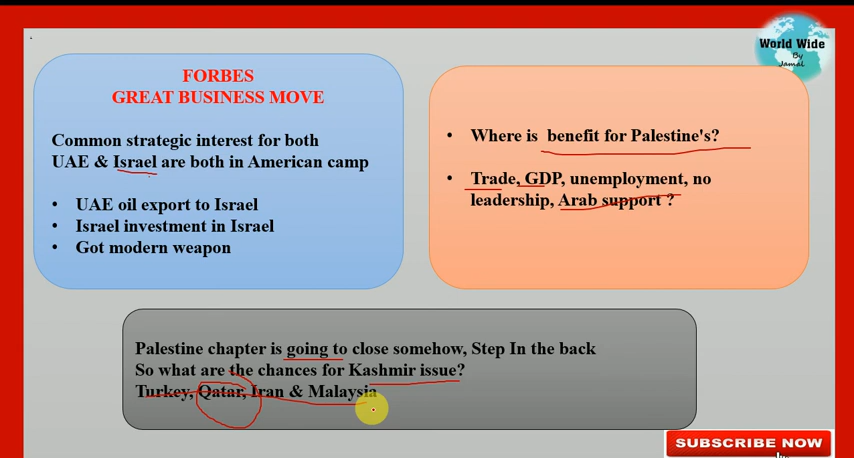 World Wide
By
Jamal
FORBES
GREAT BUSINESS MOVE
Common strategic interest for both
UAE & Israel are both in American camp
• UAE oil export to Israel
• Israel investment in Israel
• Got modern weapon
• Where is benefit for Palestine's?
• Trade, GDP, unemployment, no
leadership, Arab support ?
Palestine chapter is going to close somehow, Step In the back
So what are the chances for Kashmir issue?
Turkey, Qatar, Iran & Malaysia
SUBSCRIBE NOW